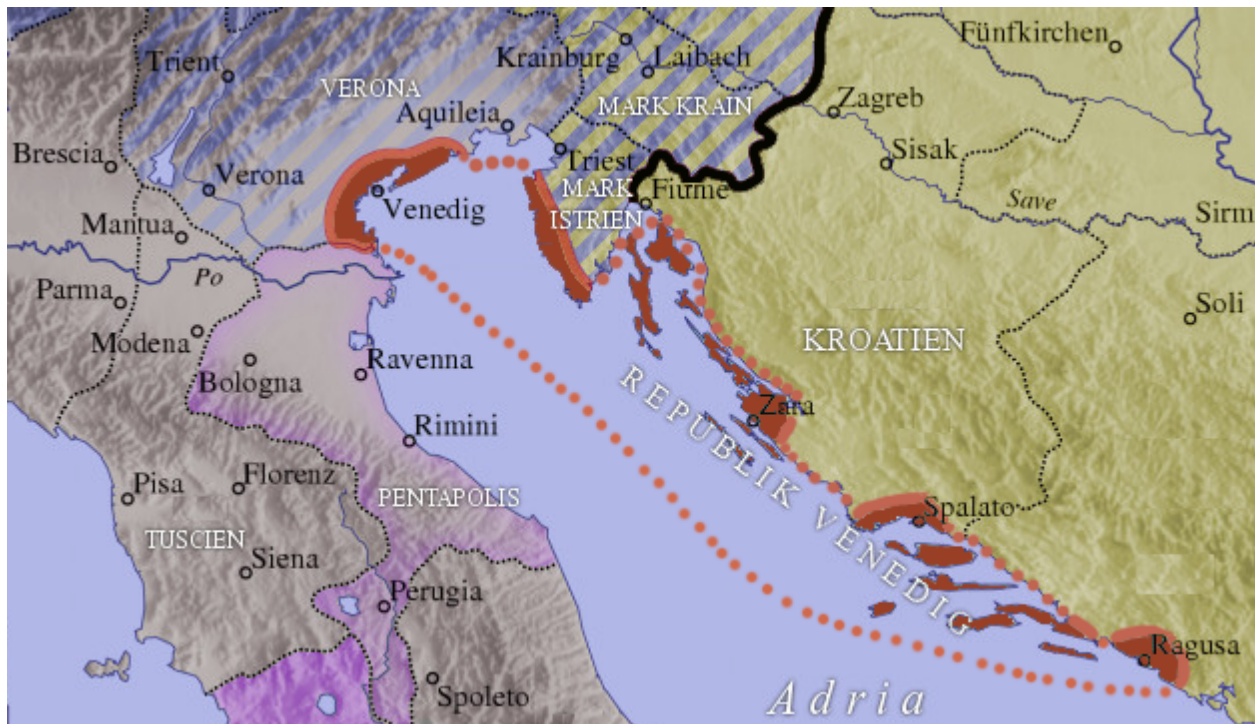 Fünfkirchen
Krainburg
Laibach
Trient
VERONA
MARK KRAIN
Zagreb
Aquileia
Brescia
Triest
Sisak
Verona
Venedig
MARK
ISTRIEN
Fiume
Save
Sirm
Mantua
Po
Parma
Soli
Modena
KROATIEN
Bologna
Ravenna
Zara
REPUBLIK VENEDIG
Rimini
Pisa
Florenz
PENTAPOLIS
Spalato
TUSCIEN
Siena
Perugia
Ragusa
Spoleto
Adria